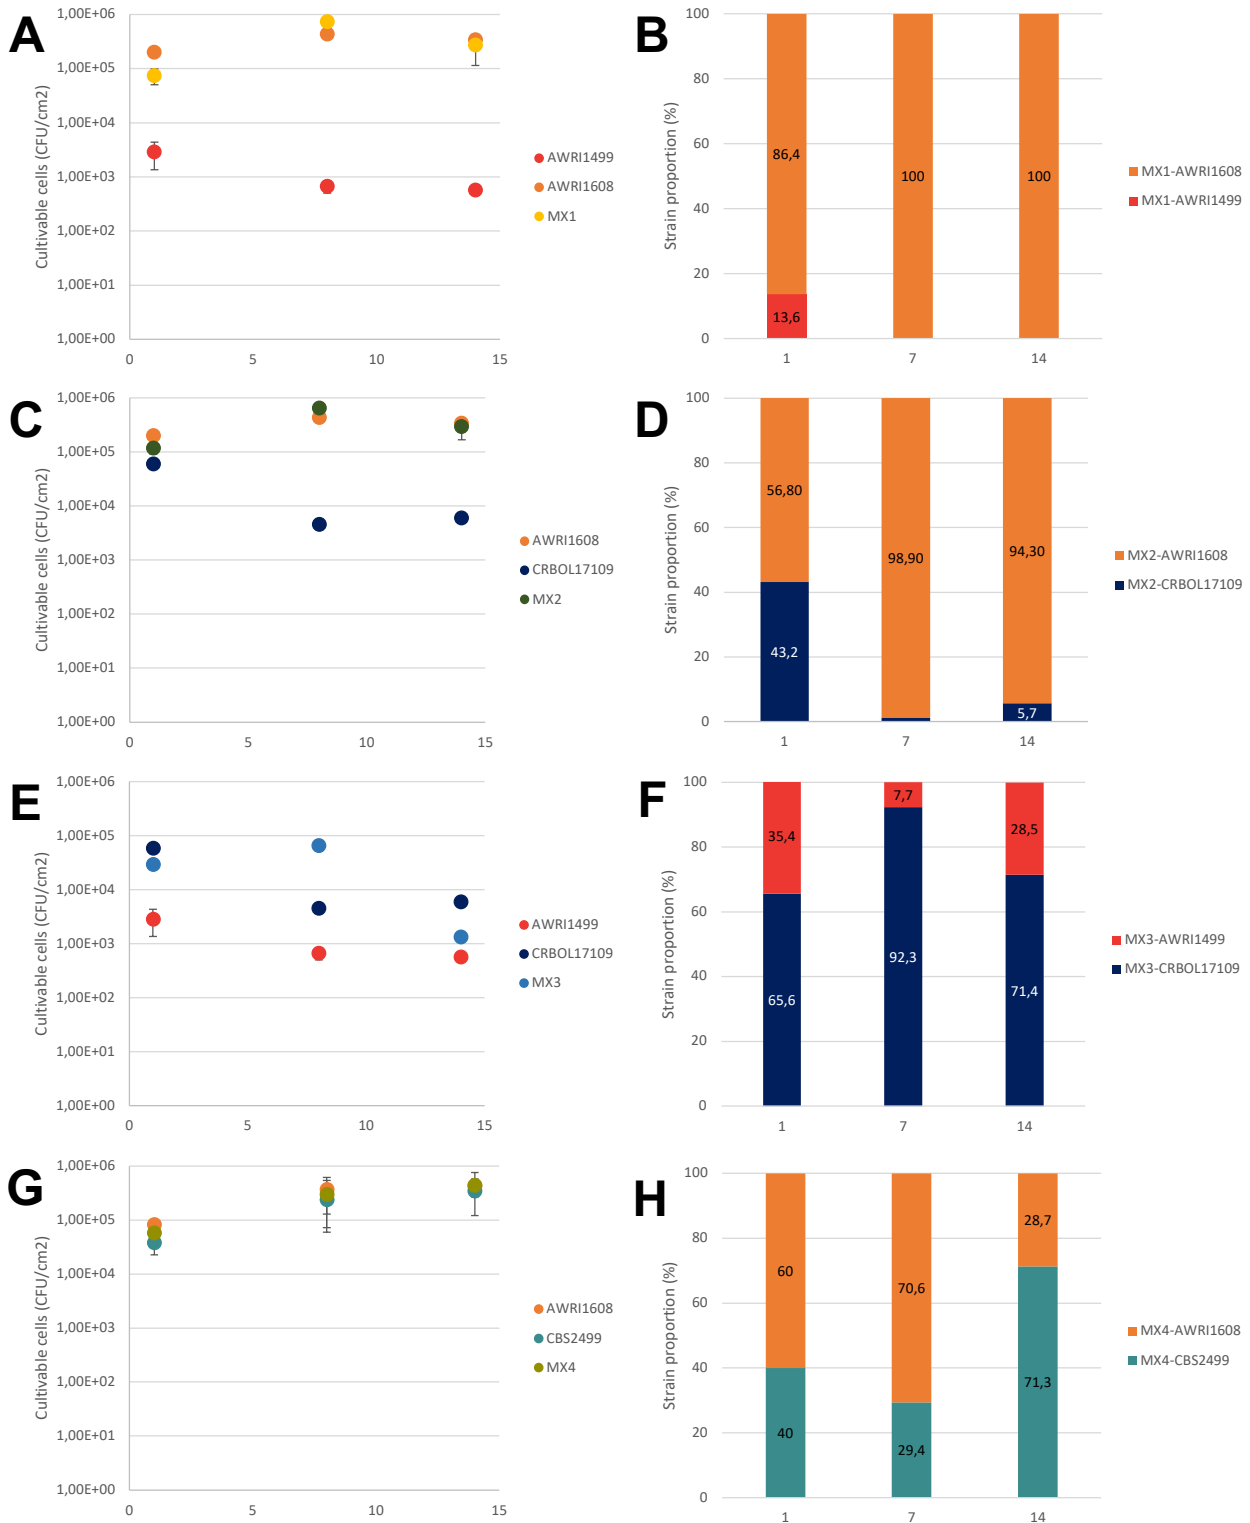 A
1,00E+06
1,00E+05
1,00E+04
1,00E+03
1,00E+02
1,00E+01
1,00E+00
Cultivable cells (CFU/cm2)
0 5 10 15
AWRI1499
AWRI1608
MX1
B
100
80
60
40
20
0
Strain proportion (%)
86,4
13,6
100
100
1 7 14
MX1-AWRI1608
MX1-AWRI1499
C
1,00E+06
1,00E+05
1,00E+04
1,00E+03
1,00E+02
1,00E+01
1,00E+00
Cultivable cells (CFU/cm2)
0 5 10 15
AWRI1608
CRBOL17109
MX2
D
100
80
60
40
20
0
Strain proportion (%)
56,80
43,2
98,90
94,30
5,7
1 7 14
MX2-AWRI1608
MX2-CRBOL17109
E
1,00E+06
1,00E+05
1,00E+04
1,00E+03
1,00E+02
1,00E+01
1,00E+00
Cultivable cells (CFU/cm2)
0 5 10 15
AWRI1499
CRBOL17109
MX3
F
100
80
60
40
20
0
Strain proportion (%)
35,4
65,6
7,7
92,3
28,5
71,4
1 7 14
MX3-AWRI1499
MX3-CRBOL17109
G
1,00E+06
1,00E+05
1,00E+04
1,00E+03
1,00E+02
1,00E+01
1,00E+00
Cultivable cells (CFU/cm2)
0 5 10 15
AWRI1608
CBS2499
MX4
H
100
80
60
40
20
0
Strain proportion (%)
60
40
70,6
29,4
28,7
71,3
1 7 14
MX4-AWRI1608
MX4-CBS2499